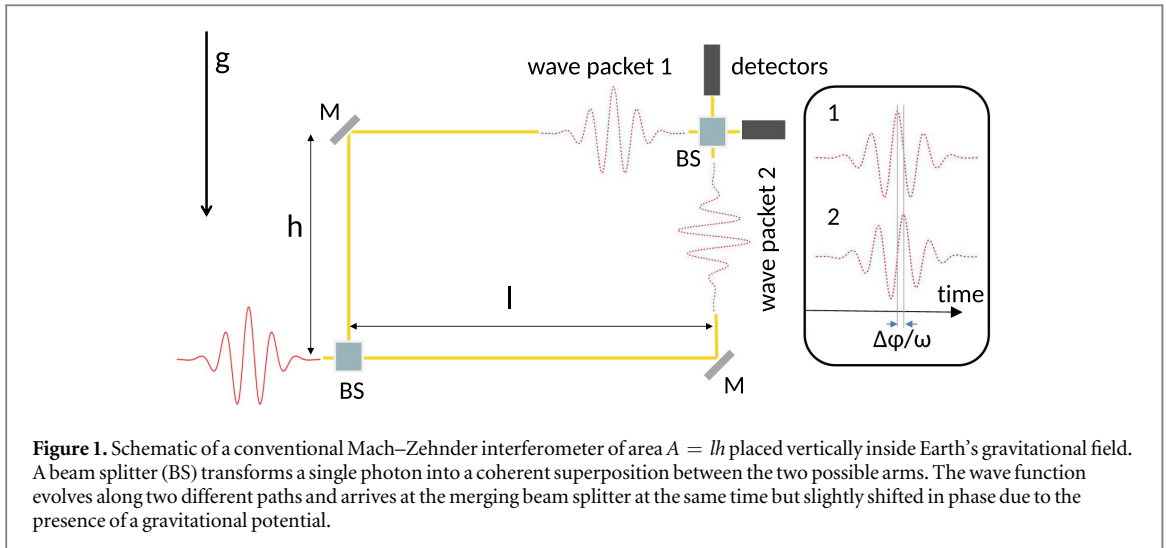 g
M
wave packet 1
detectors
BS
wave packet 2
h
l
BS
M
1
2
time
Δφ/ω
Figure 1. Schematic of a conventional Mach–Zehnder interferometer of area A = lh placed vertically inside Earth's gravitational field.
A beam splitter (BS) transforms a single photon into a coherent superposition between the two possible arms. The wave function
evolves along two different paths and arrives at the merging beam splitter at the same time but slightly shifted in phase due to the
presence of a gravitational potential.